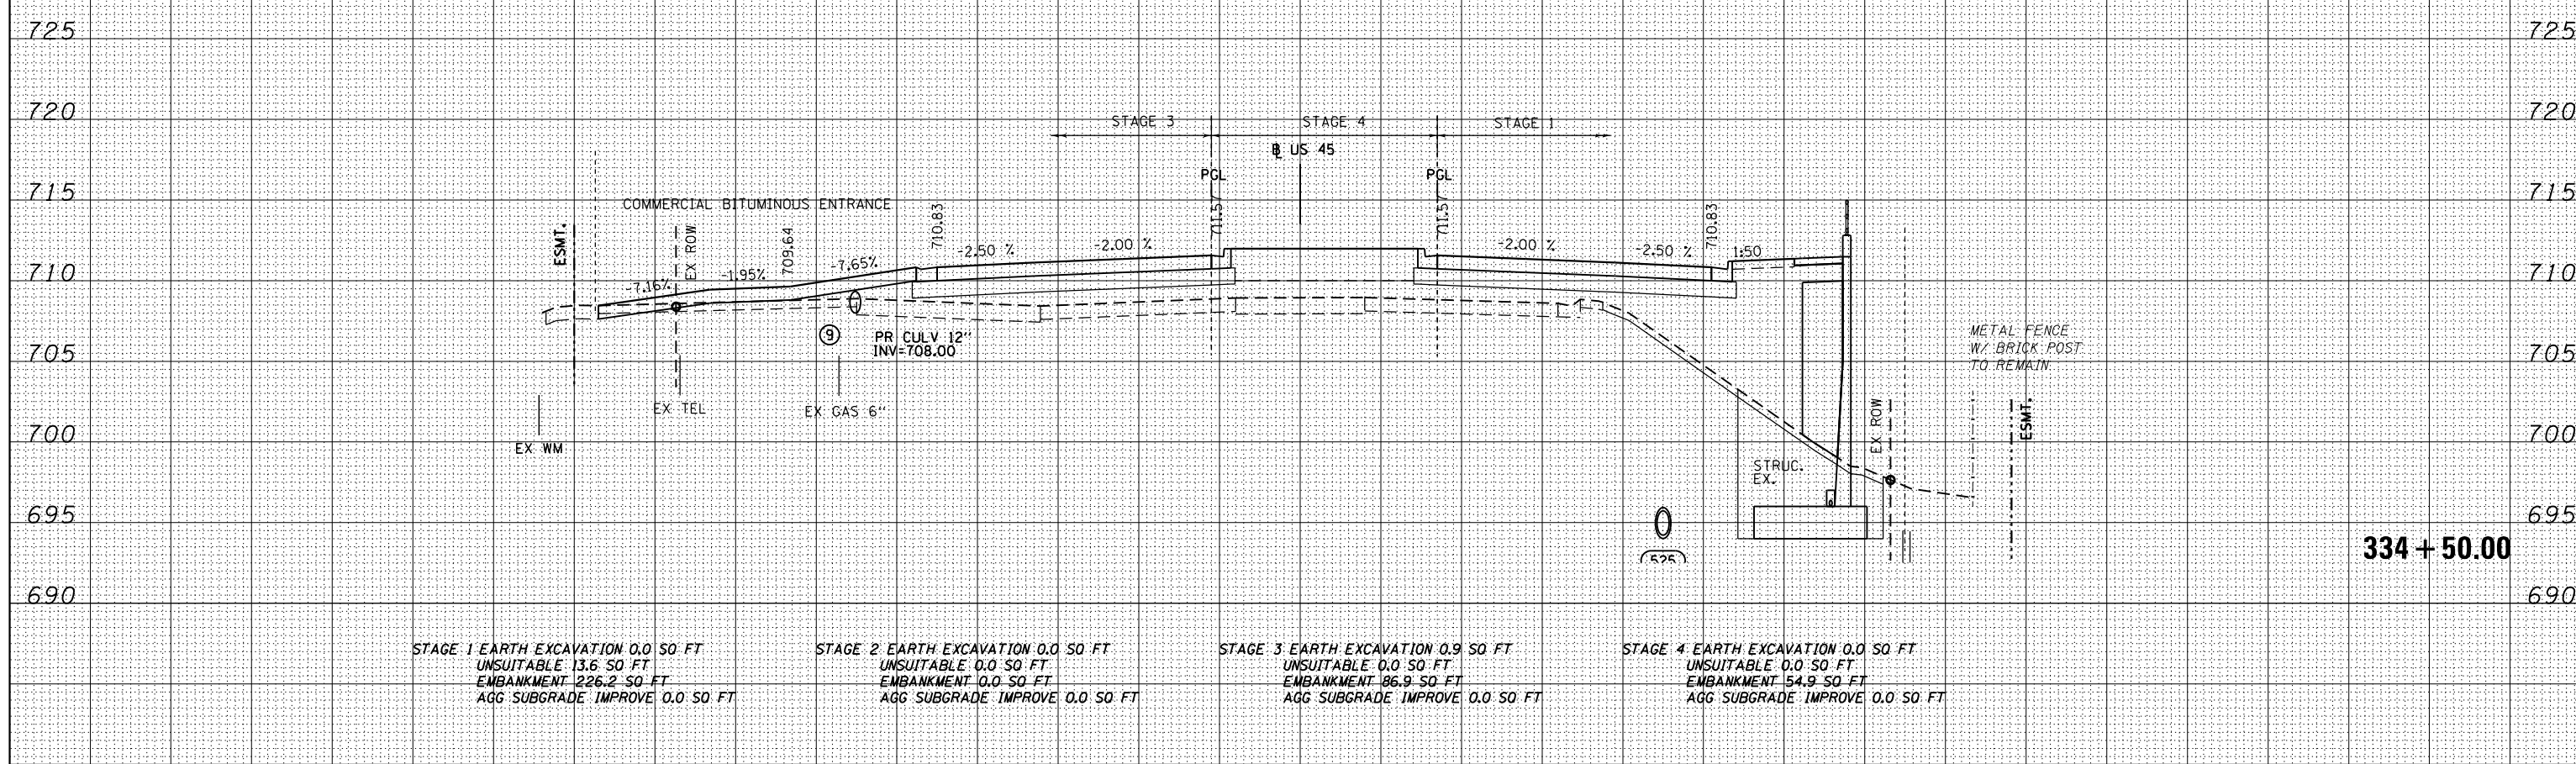 725 725
720 720
STAGE 3 STAGE 4 STAGE 1
℄ US 45
PGL PGL
715 715
COMMERCIAL BITUMINOUS ENTRANCE
ESMT.
EX ROW
709.64
710.83
711.57
711.57
710.83
-7.16% -1.95% -7.65% -2.50 % -2.00 % -2.00 % -2.50 % 1:50
710 710
9
PR CULV 12"
INV=708.00
METAL FENCE
W/ BRICK POST
TO REMAIN
705 705
EX TEL
EX GAS 6"
EX ROW
ESMT.
700 700
EX WM
STRUC.
EX.
695 695
525
334 + 50.00
690 690
STAGE 1 EARTH EXCAVATION 0.0 SQ FT
UNSUITABLE 13.6 SQ FT
EMBANKMENT 226.2 SQ FT
AGG SUBGRADE IMPROVE 0.0 SQ FT
STAGE 2 EARTH EXCAVATION 0.0 SQ FT
UNSUITABLE 0.0 SQ FT
EMBANKMENT 0.0 SQ FT
AGG SUBGRADE IMPROVE 0.0 SQ FT
STAGE 3 EARTH EXCAVATION 0.9 SQ FT
UNSUITABLE 0.0 SQ FT
EMBANKMENT 86.9 SQ FT
AGG SUBGRADE IMPROVE 0.0 SQ FT
STAGE 4 EARTH EXCAVATION 0.0 SQ FT
UNSUITABLE 0.0 SQ FT
EMBANKMENT 54.9 SQ FT
AGG SUBGRADE IMPROVE 0.0 SQ FT